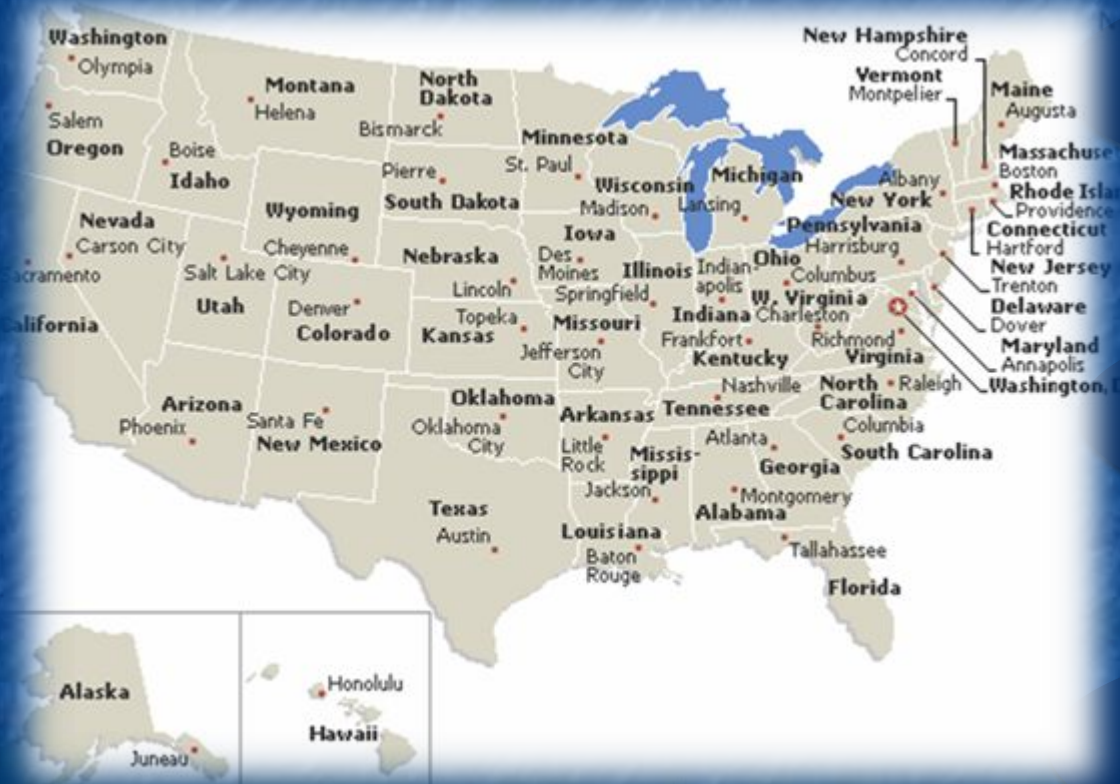 Washington
Olympia
Salem
Oregon
Boise
Idaho
Montana
Helena
North
Dakota
Bismarck
Minnesota
St. Paul
Pierre
South Dakota
Wyoming
Cheyenne
Nevada
Carson City
Sacramento
California
Salt Lake City
Utah
Denver
Colorado
Nebraska
Lincoln
Topeka
Kansas
Iowa
Des
Moines
Wisconsin
Madison
Michigan
Lansing
Illinois
Springfield
Indian-
apolis
Indiana
Ohio
Columbus
Missouri
Jefferson
City
Frankfort
Kentucky
W. Virginia
Charleston
Pennsylvania
Harrisburg
New York
Albany
New Hampshire
Concord
Vermont
Montpelier
Maine
Augusta
Massachuse
Boston
Rhode Isla
Providence
Connecticut
Hartford
New Jersey
Trenton
Delaware
Dover
Maryland
Annapolis
Washington,
Richmond
Virginia
North
Carolina
Raleigh
Columbia
South Carolina
Nashville
Tennessee
Arizona
Phoenix
Santa Fe
New Mexico
Oklahoma
Oklahoma
City
Arkansas
Little
Rock
Missis-
sippi
Jackson
Atlanta
Georgia
Montgomery
Alabama
Texas
Austin
Louisiana
Baton
Rouge
Tallahassee
Florida
Alaska
Juneau
Honolulu
Hawaii